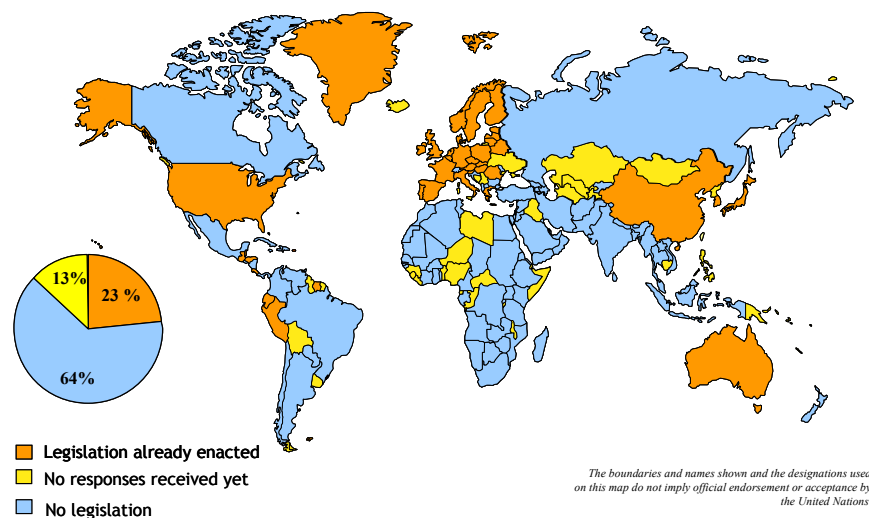 13%
23 %
64%
Legislation already enacted
No responses received yet
No legislation
The boundaries and names shown and the designations used
on this map do not imply official endorsement or acceptance by
the United Nations